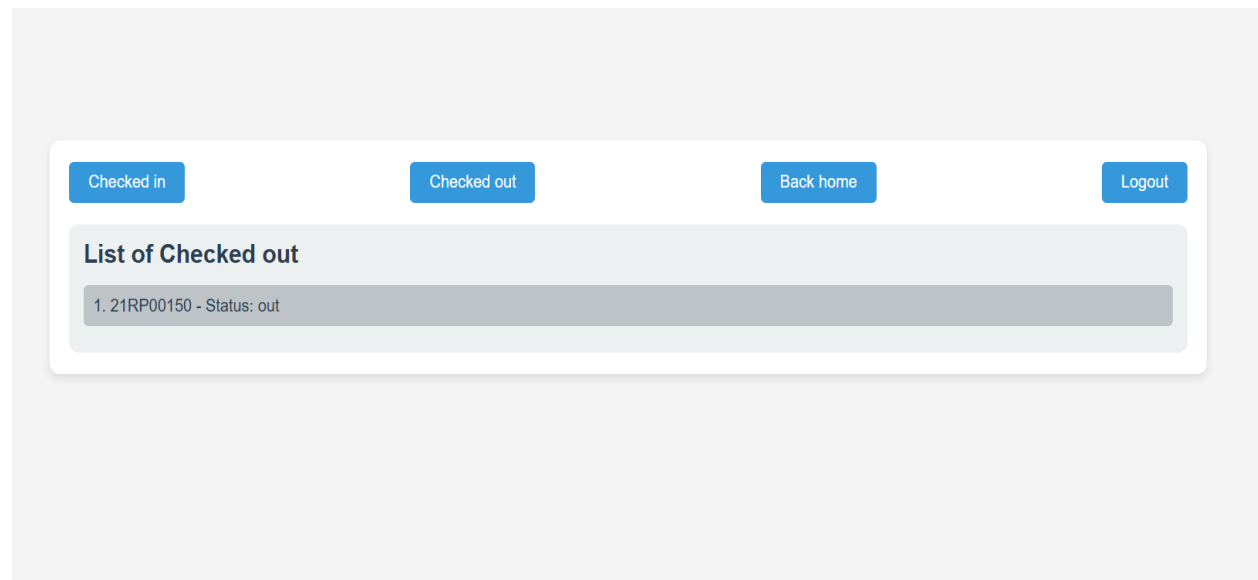 Checked in
Checked out
Back home
Logout
List of Checked out
1. 21RP00150 - Status: out